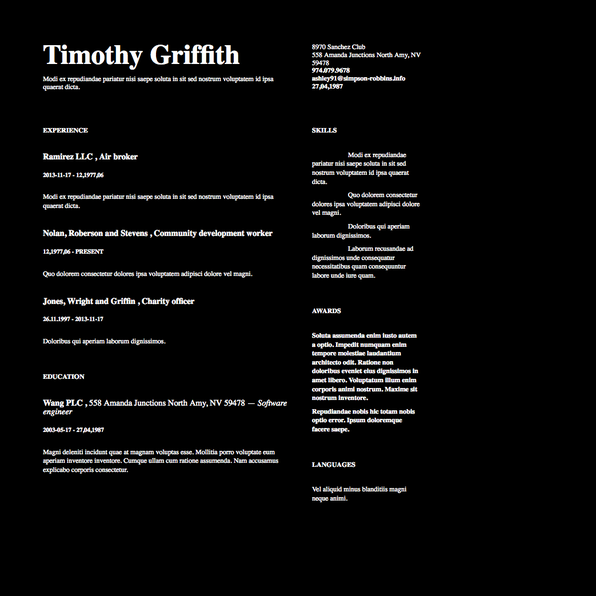 Timothy Griffith
Modi ex repudiandae pariatur nisi saepe soluta in sit sed nostrum voluptatem id ipsa
quaerat dicta.
8970 Sanchez Club
558 Amanda Junctions North Amy, NV
59478
974.079.9678
ashley91@simpson-robbins.info
27,04,1987
EXPERIENCE
Ramirez LLC , Air broker
2013-11-17 - 12,1977,06
Modi ex repudiandae pariatur nisi saepe soluta in sit sed nostrum voluptatem id ipsa
quaerat dicta.
Nolan, Roberson and Stevens , Community development worker
12,1977,06 - PRESENT
Quo dolorem consectetur dolores ipsa voluptatem adipisci dolore vel magni.
Jones, Wright and Griffin , Charity officer
26.11.1997 - 2013-11-17
Doloribus qui aperiam laborum dignissimos.
EDUCATION
Wang PLC , 558 Amanda Junctions North Amy, NV 59478 — Software
engineer
2003-05-17 - 27,04,1987
Magni deleniti incidunt quae at magnam voluptas esse. Mollitia porro voluptate eum
aperiam inventore inventore. Cumque ullam cum ratione assumenda. Nam accusamus
explicabo corporis consectetur.
SKILLS
Modi ex repudiandae
pariatur nisi saepe soluta in sit sed
nostrum voluptatem id ipsa quaerat
dicta.
Quo dolorem consectetur
dolores ipsa voluptatem adipisci dolore
vel magni.
Doloribus qui aperiam
laborum dignissimos.
Laborum recusandae ad
dignissimos unde consequatur
necessitatibus quam consequuntur
labore unde iure quam.
AWARDS
Soluta assumenda enim iusto autem
a optio. Impedit numquam enim
tempore molestiae laudantium
architecto odit. Ratione non
doloribus eveniet eius dignissimos in
amet libero. Voluptatum illum enim
corporis animi nostrum. Maxime sit
nostrum inventore.
Repudiandae nobis hic totam nobis
optio error. Ipsum doloremque
facere saepe.
LANGUAGES
Vel aliquid minus blanditiis magni
neque animi.